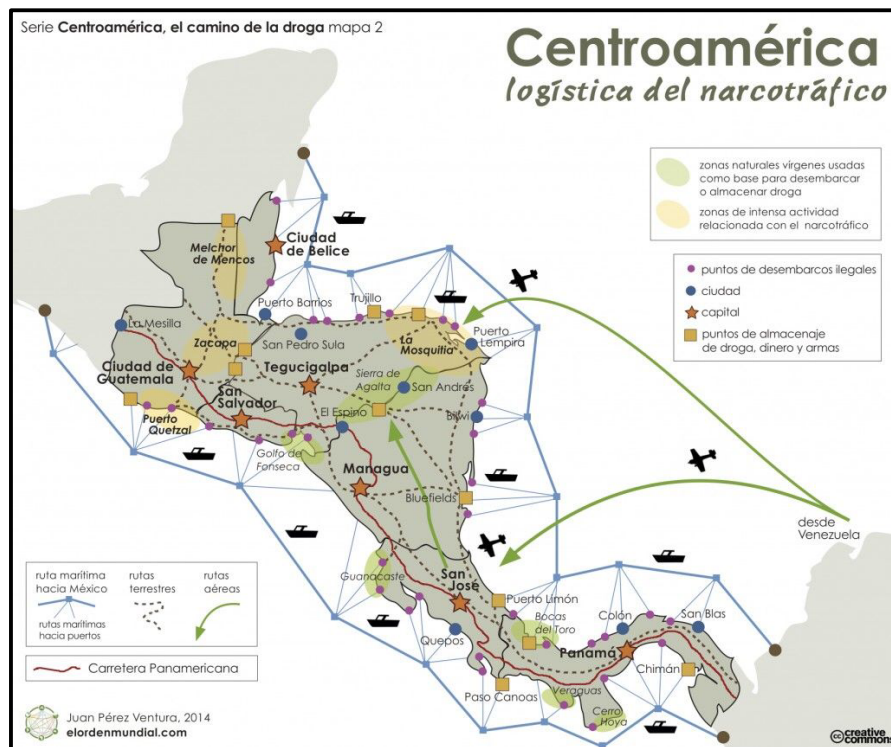 Serie Centroamérica, el camino de la droga mapa 2
Centroamérica
logística del narcotráfico
zonas naturales vírgenes usadas
como base para desembarcar
o almacenar droga
zonas de intensa actividad
relacionada con el narcotráfico
puntos de desembarcos ilegales
ciudad
capital
puntos de almacenaje
de droga, dinero y armas
Melchor
de Mencos
Ciudad
de Belice
Puerto Barrios
Trujillo
La Mesilla
Zacapa
San Pedro Sula
La
Mosquitia
Puerto
Lempira
Ciudad de
Guatemala
Tegucigalpa
Sierra de
Agalta
San Andrés
San
Salvador
El Espino
Bilwi
Puerto
Quetzal
Golfo de
Fonseca
Managua
Bluefields
desde
Venezuela
Guanacaste
San
José
Puerto Limón
Bocas
del Toro
Colón
San Blas
Quepos
Panamá
Chimán
Paso Canoas
Veraguas
Cerro
Hoya
ruta marítima
hacia México
rutas
terrestres
rutas
aéreas
rutas marítimas
hacia puertos
Carretera Panamericana
Juan Pérez Ventura, 2014
elordenmundial.com
cc creative
commons